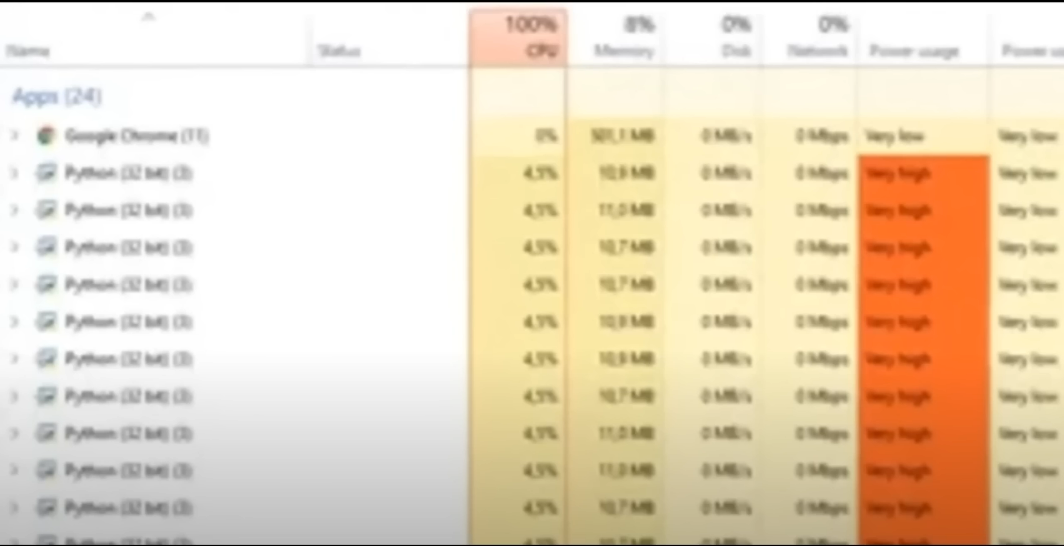 100% 8% 0% 0%
Name Status CPU Memory Disk Network Power usage Power us
Apps (24)
Google Chrome (11) 0% 501,1 MB 0 MB/s 0 Mbps Very low Very low
Python (32 bit) (3) 4,5% 10,9 MB 0 MB/s 0 Mbps Very high Very low
Python (32 bit) (3) 4,5% 11,0 MB 0 MB/s 0 Mbps Very high Very low
Python (32 bit) (3) 4,5% 10,7 MB 0 MB/s 0 Mbps Very high Very low
Python (32 bit) (3) 4,5% 10,7 MB 0 MB/s 0 Mbps Very high Very low
Python (32 bit) (3) 4,5% 10,9 MB 0 MB/s 0 Mbps Very high Very low
Python (32 bit) (3) 4,5% 10,9 MB 0 MB/s 0 Mbps Very high Very low
Python (32 bit) (3) 4,5% 10,7 MB 0 MB/s 0 Mbps Very high Very low
Python (32 bit) (3) 4,5% 11,0 MB 0 MB/s 0 Mbps Very high Very low
Python (32 bit) (3) 4,5% 11,0 MB 0 MB/s 0 Mbps Very high Very low
Python (32 bit) (3) 4,5% 10,7 MB 0 MB/s 0 Mbps Very high Very low